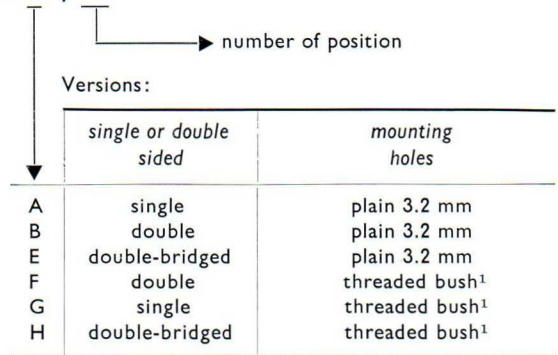 number of position
Versions:
single or double mounting
sided holes
A single plain 3.2 mm
B double plain 3.2 mm
E double-bridged plain 3.2 mm
F double threaded bush¹
G single threaded bush¹
H double-bridged threaded bush¹